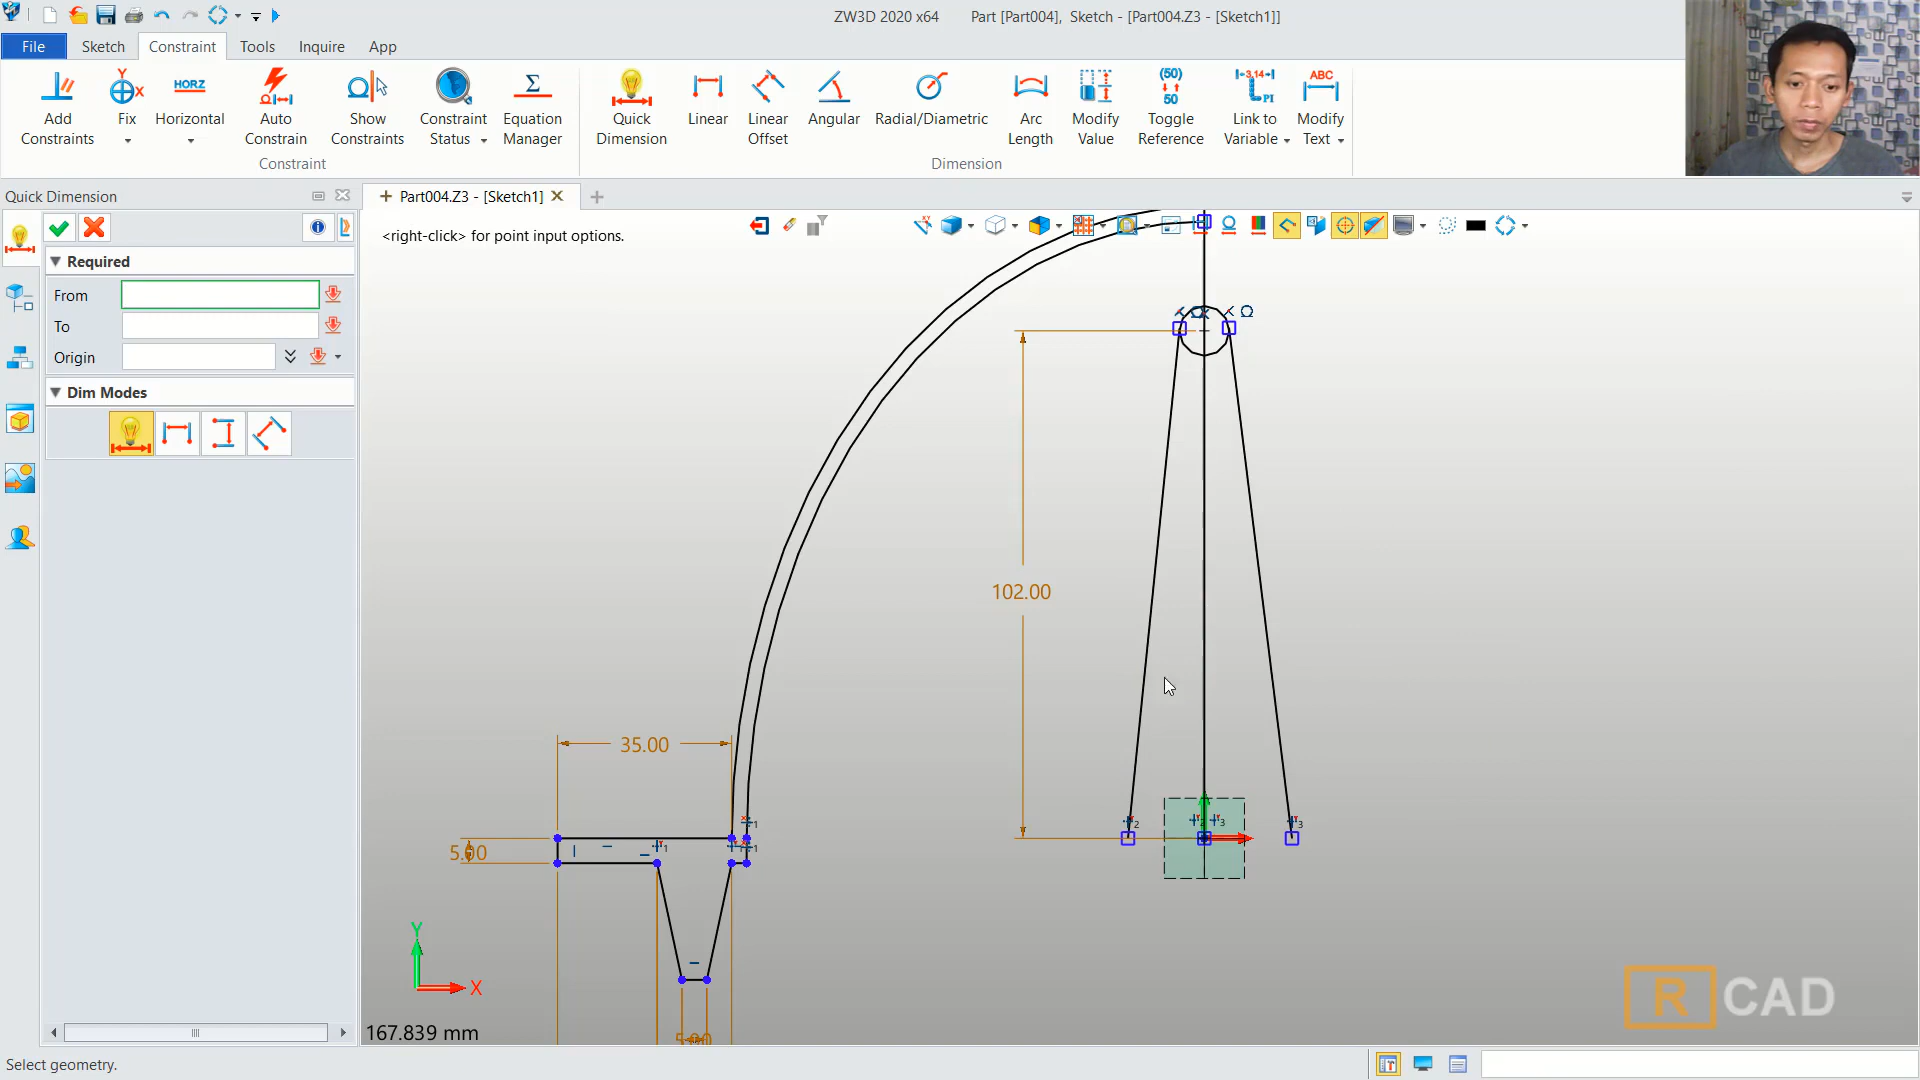 ZW3D 2020 x64 Part [Part004], Sketch - [Part004.Z3 - [Sketch1]]
File Sketch Constraint Tools Inquire App
Add Constraints
Fix
HORZ
Horizontal
Auto Constrain
Show Constraints
Constraint Status
Σ
Equation Manager
Quick Dimension
Linear
Linear Offset
Angular
Radial/Diametric
Arc Length
Modify Value
(50)
50
Toggle Reference
3,14
PI
Link to Variable
ABC
Modify Text
Constraint
Dimension
Quick Dimension
Part004.Z3 - [Sketch1]
<right-click> for point input options.
Required
From
To
Origin
Dim Modes
102.00
35.00
5.00
Y
X
167.839 mm
R CAD
Select geometry.